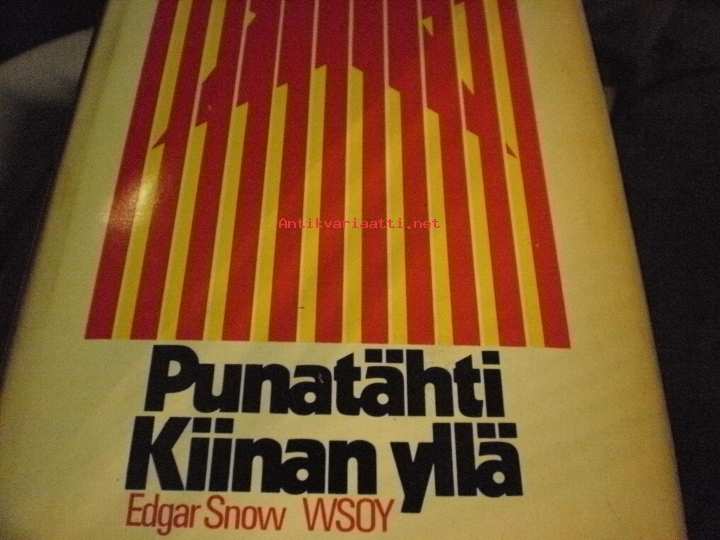 Antikvariaatti.net
Punatähti
Kiinan yllä
Edgar Snow WSOY